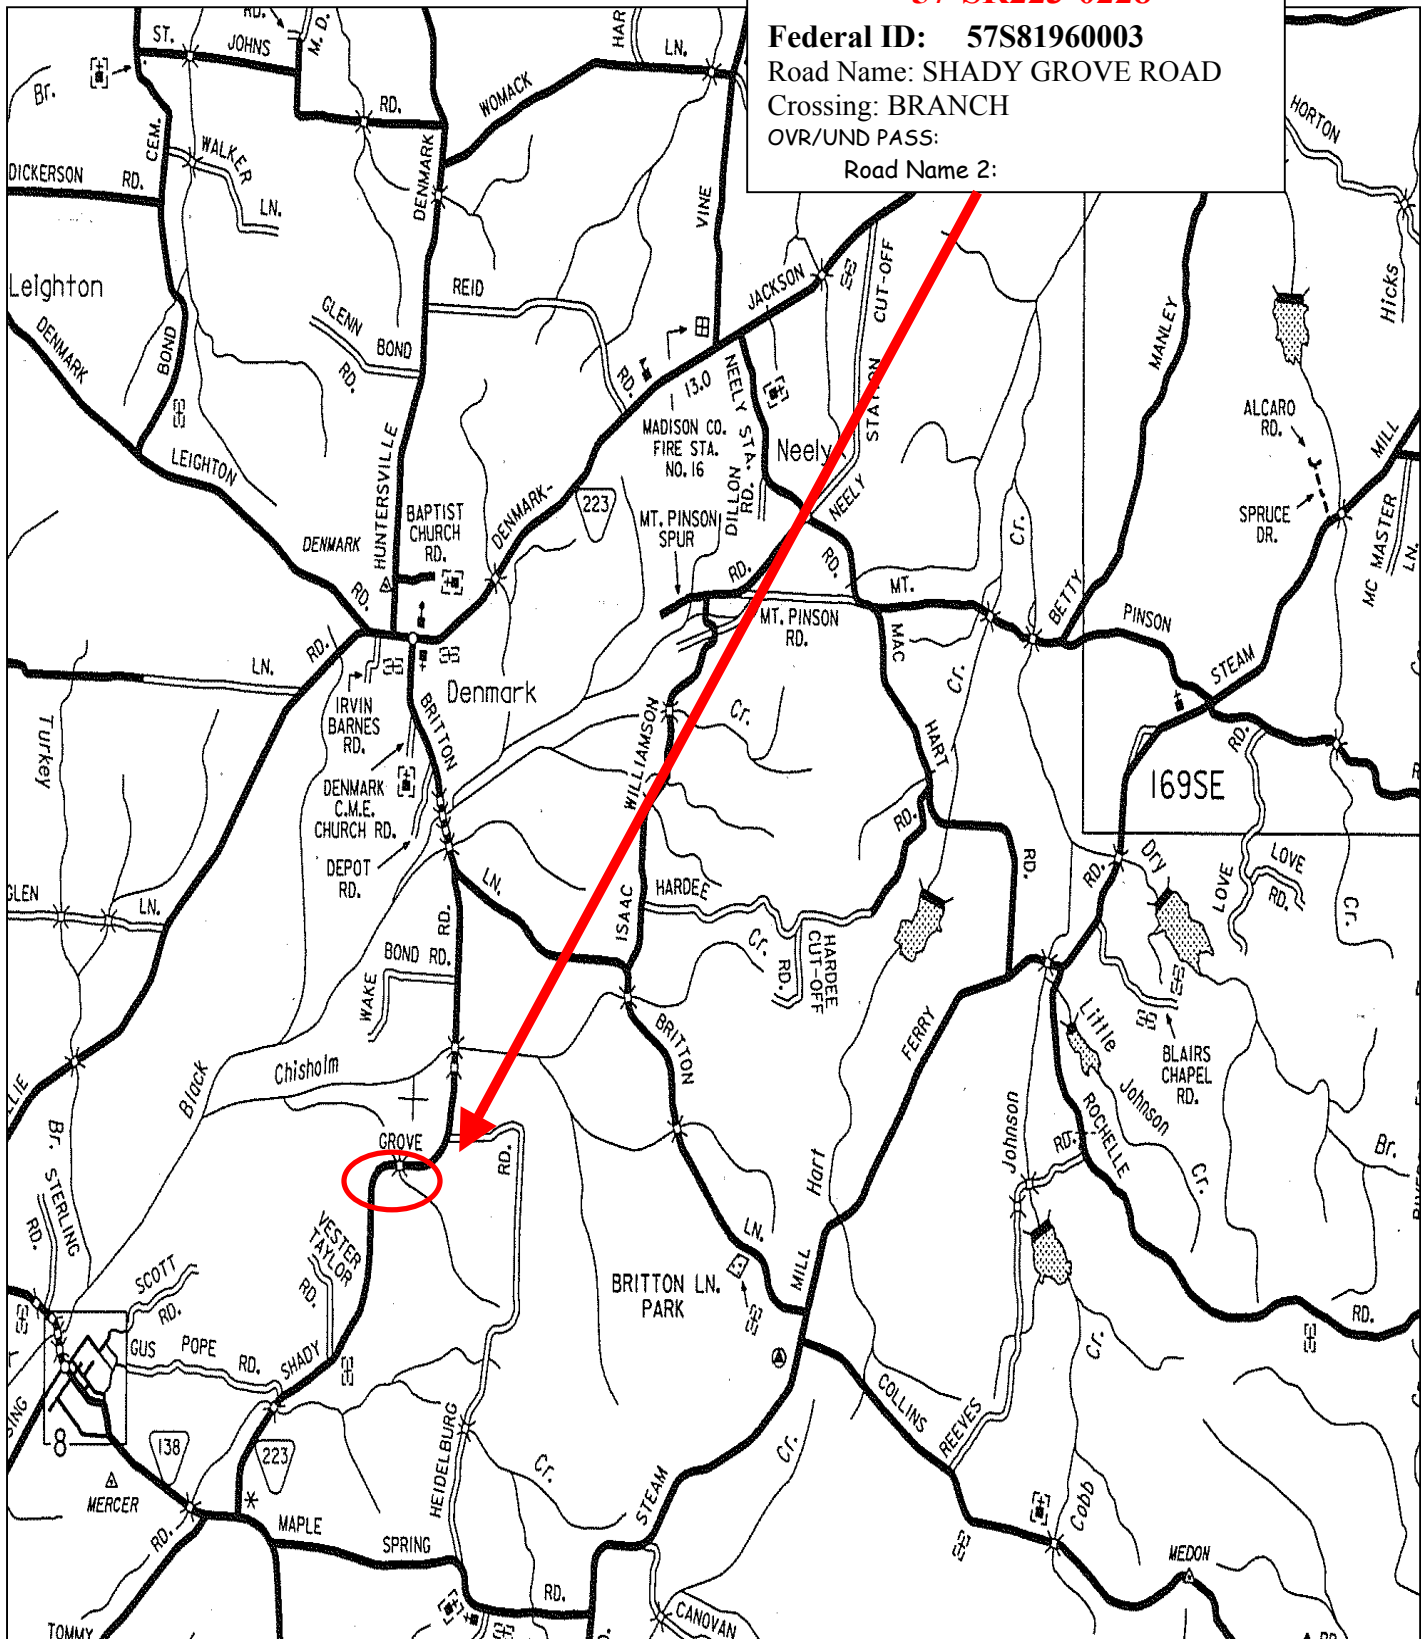 Federal ID: 57S81960003
Road Name: SHADY GROVE ROAD
Crossing: BRANCH
OVR/UND PASS:
Road Name 2:
RD.
ST.
JOHNS
M. D.
HAR
LN.
Br.
RD.
WOMACK
HORTON
CEM.
WALKER
DENMARK
DICKERSON
RD.
LN.
VINE
Leighton
REID
JACKSON
CUT-OFF
Hicks
GLENN
BOND
RD.
DENMARK
BOND
MANLEY
RD.
13.0
NEELY STA. RD.
STATION
MADISON CO.
FIRE STA.
NO. 16
Neely
ALCARO
RD.
MILL
LEIGHTON
HUNTERSVILLE
BAPTIST
CHURCH
RD.
DENMARK-
223
MT. PINSON
SPUR
DILLON
NEELY
Cr.
SPRUCE
DR.
MC MASTER
LN.
DENMARK
RD.
RD.
RD.
MT.
BETTY
PINSON
MT. PINSON
RD.
MAC
LN.
RD.
IRVIN
BARNES
RD.
Denmark
BRITTON
WILLIAMSON
Cr.
Cr.
HART
STEAM
RD.
Turkey
DENMARK
C.M.E.
CHURCH RD.
169SE
RD.
DEPOT
RD.
LN.
ISAAC
HARDEE
RD.
RD.
Dry
LOVE
LOVE
RD.
GLEN
LN.
RD.
Cr.
HARDEE
CUT-OFF
RD.
Cr.
BOND RD.
WAKE
BRITTON
FERRY
Little
BLAIRS
CHAPEL
RD.
Chisholm
Black
LLIE
Johnson
Johnson
ROCHELLE
RD.
Br.
Cr.
GROVE
RD.
Hart
Br.
STERLING
RD.
VESTER
TAYLOR
RD.
LN.
SCOTT
RD.
BRITTON LN.
PARK
MILL
RD.
GUS
POPE
RD.
SHADY
Cr.
COLLINS
REEVES
8
138
223
HEIDELBURG
Cr.
Cr.
MERCER
STEAM
Cobb
MAPLE
SPRING
RD.
RD.
MEDON
TOMMY
CANOVAN